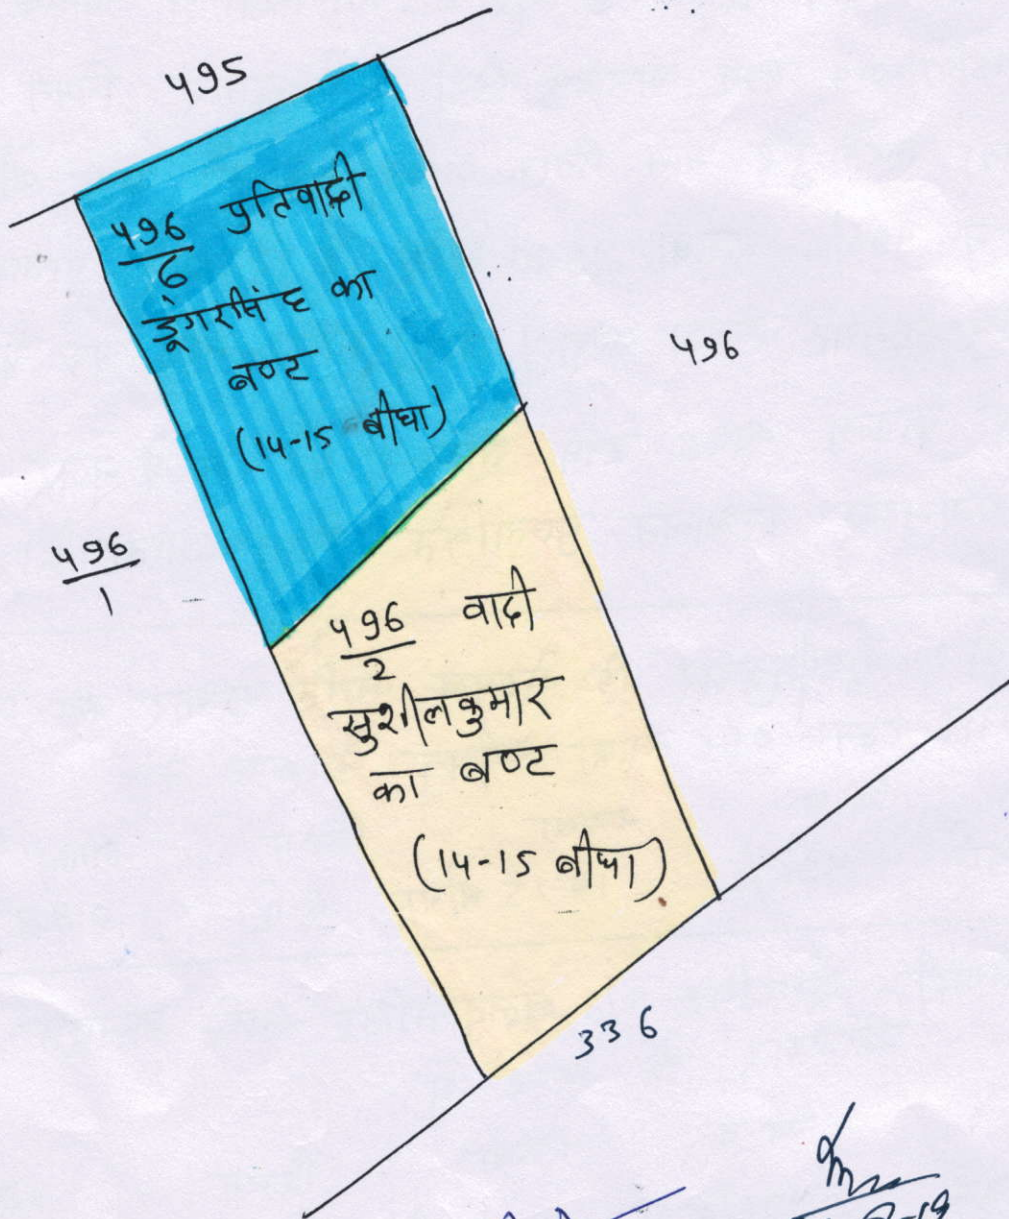 495
496/6 प्रतिवादी
डूंगरसिंह का
बण्ट
(14-15 बीघा)
496
496/1
496/2 वादी
सुशीलकुमार
का बण्ट
(14-15 बीघा)
336